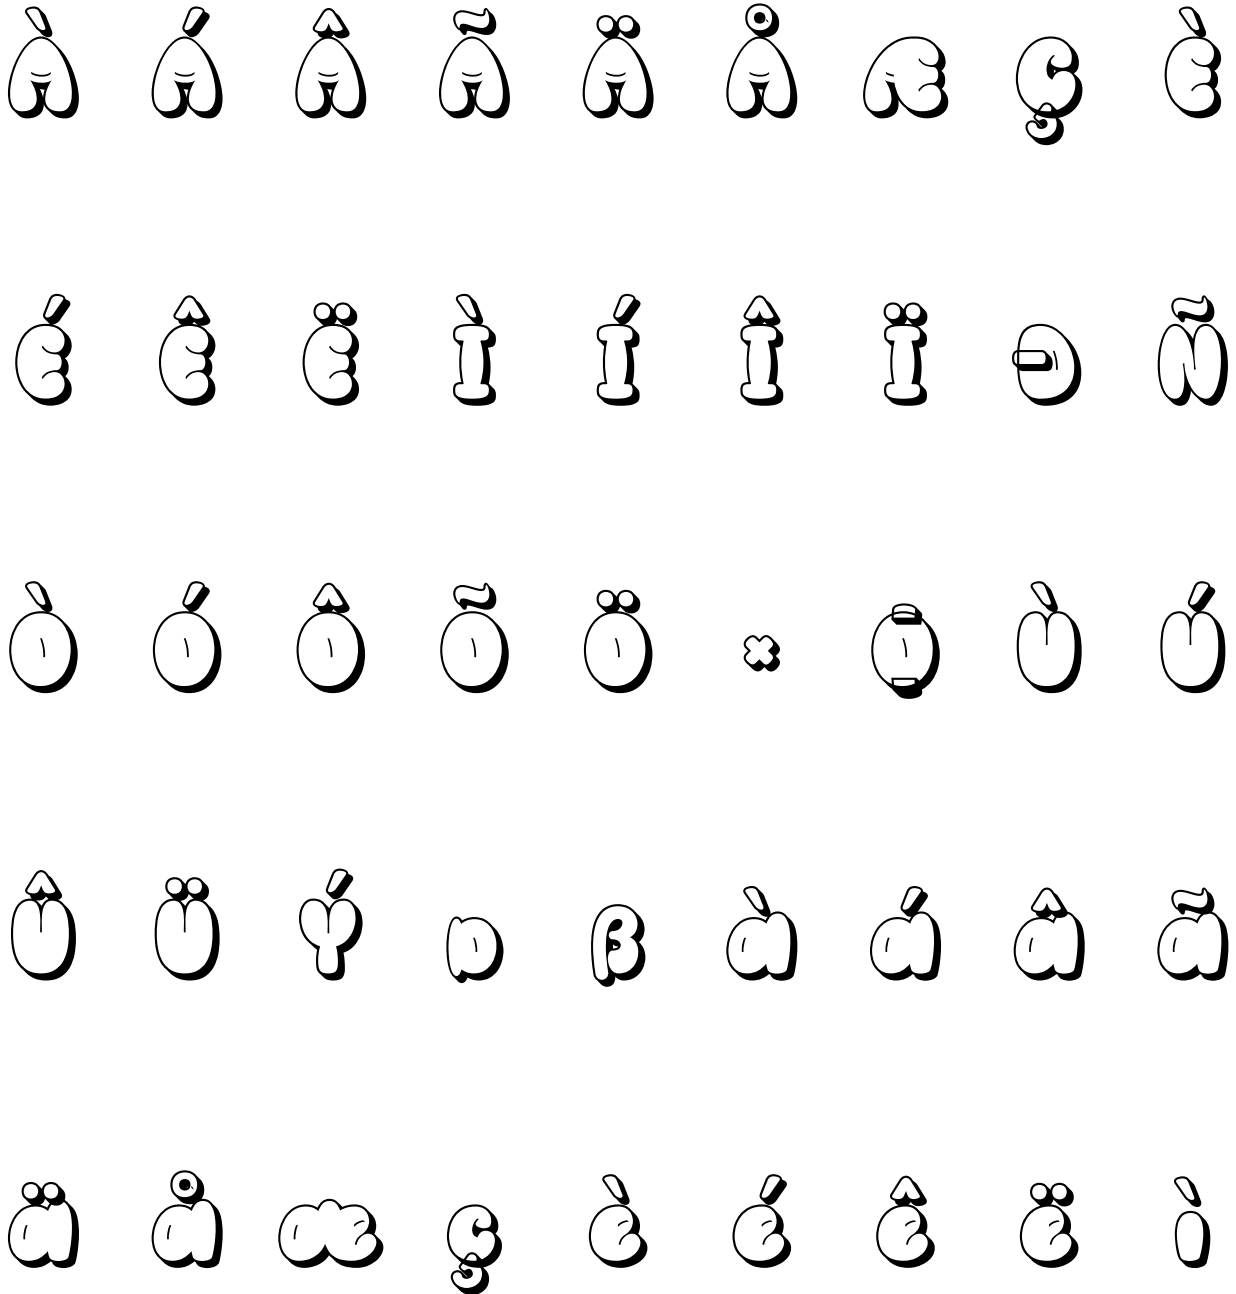 À Á Â Ã Ä Å Æ Ç È
É Ê Ë Ì Í Î Ï Ð Ñ
Ò Ó Ô Õ Ö × Ø Ù Ú
Û Ü Ý Þ ß à á â ã
ä å æ ç è é ê ë ì